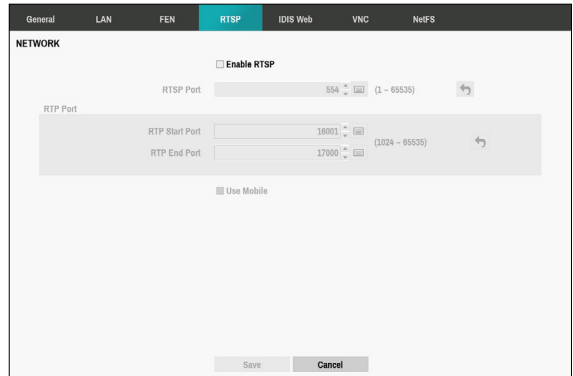 General LAN FEN RTSP IDIS Web VNC NetFS
NETWORK
Enable RTSP
RTSP Port 554 (1 ~ 65535)
RTP Port
RTP Start Port 16001
(1024 ~ 65535)
RTP End Port 17000
Use Mobile
Save Cancel